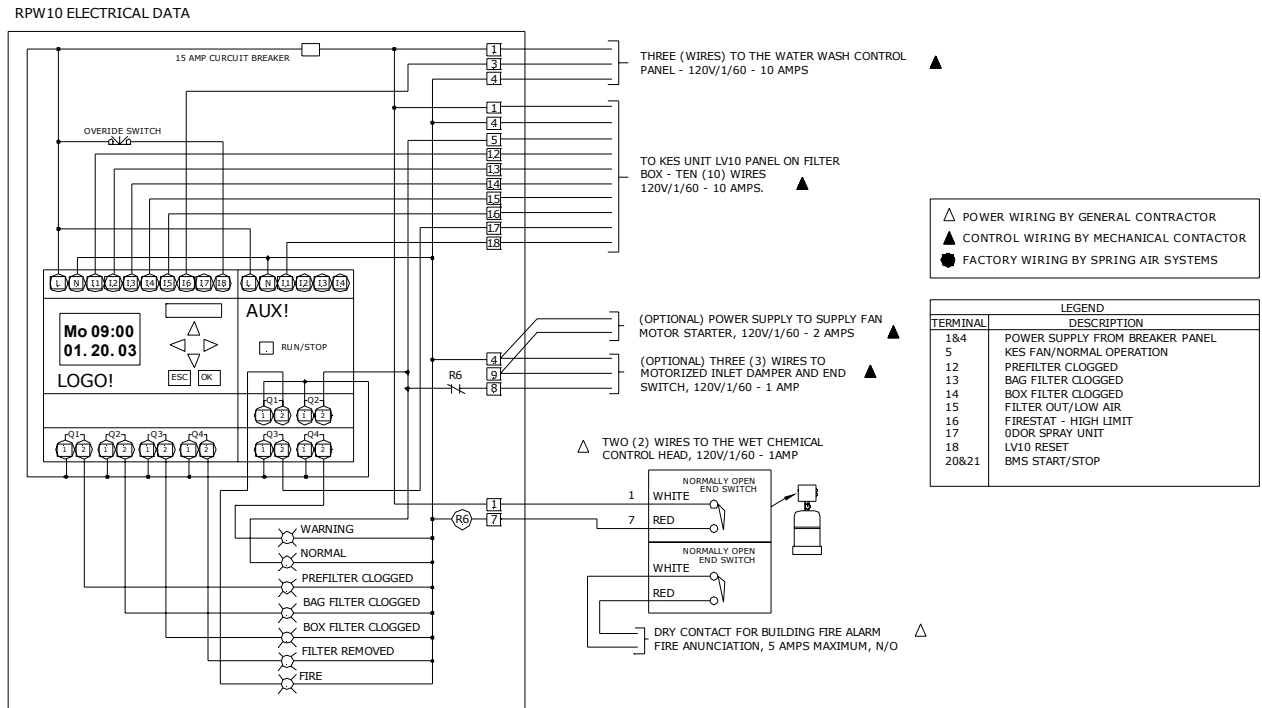 RPW10 ELECTRICAL DATA
15 AMP CURCUIT BREAKER
1
3
4
THREE (WIRES) TO THE WATER WASH CONTROL
PANEL - 120V/1/60 - 10 AMPS
OVERIDE SWITCH
1
4
5
12
13
14
15
16
17
18
TO KES UNIT LV10 PANEL ON FILTER
BOX - TEN (10) WIRES
120V/1/60 - 10 AMPS.
POWER WIRING BY GENERAL CONTRACTOR
CONTROL WIRING BY MECHANICAL CONTACTOR
FACTORY WIRING BY SPRING AIR SYSTEMS
L N I1 I2 I3 I4 I5 I6 I7 I8 L N I1 I2 I3 I4
AUX!
Mo 09:00
01. 20. 03
RUN/STOP
LOGO!
ESC OK
Q1 Q2
1 2 1 2
Q1 Q2 Q3 Q4 Q3 Q4
1 2 1 2 1 2 1 2 1 2 1 2
(OPTIONAL) POWER SUPPLY TO SUPPLY FAN
MOTOR STARTER, 120V/1/60 - 2 AMPS
4
9
8
R6
(OPTIONAL) THREE (3) WIRES TO
MOTORIZED INLET DAMPER AND END
SWITCH, 120V/1/60 - 1 AMP
LEGEND
TERMINAL DESCRIPTION
1&4 POWER SUPPLY FROM BREAKER PANEL
5 KES FAN/NORMAL OPERATION
12 PREFILTER CLOGGED
13 BAG FILTER CLOGGED
14 BOX FILTER CLOGGED
15 FILTER OUT/LOW AIR
16 FIRESTAT - HIGH LIMIT
17 0DOR SPRAY UNIT
18 LV10 RESET
20&21 BMS START/STOP
TWO (2) WIRES TO THE WET CHEMICAL
CONTROL HEAD, 120V/1/60 - 1AMP
1
R6 7
NORMALLY OPEN
END SWITCH
1 WHITE
7 RED
NORMALLY OPEN
END SWITCH
WHITE
RED
DRY CONTACT FOR BUILDING FIRE ALARM
FIRE ANUNCIATION, 5 AMPS MAXIMUM, N/O
WARNING
NORMAL
PREFILTER CLOGGED
BAG FILTER CLOGGED
BOX FILTER CLOGGED
FILTER REMOVED
FIRE